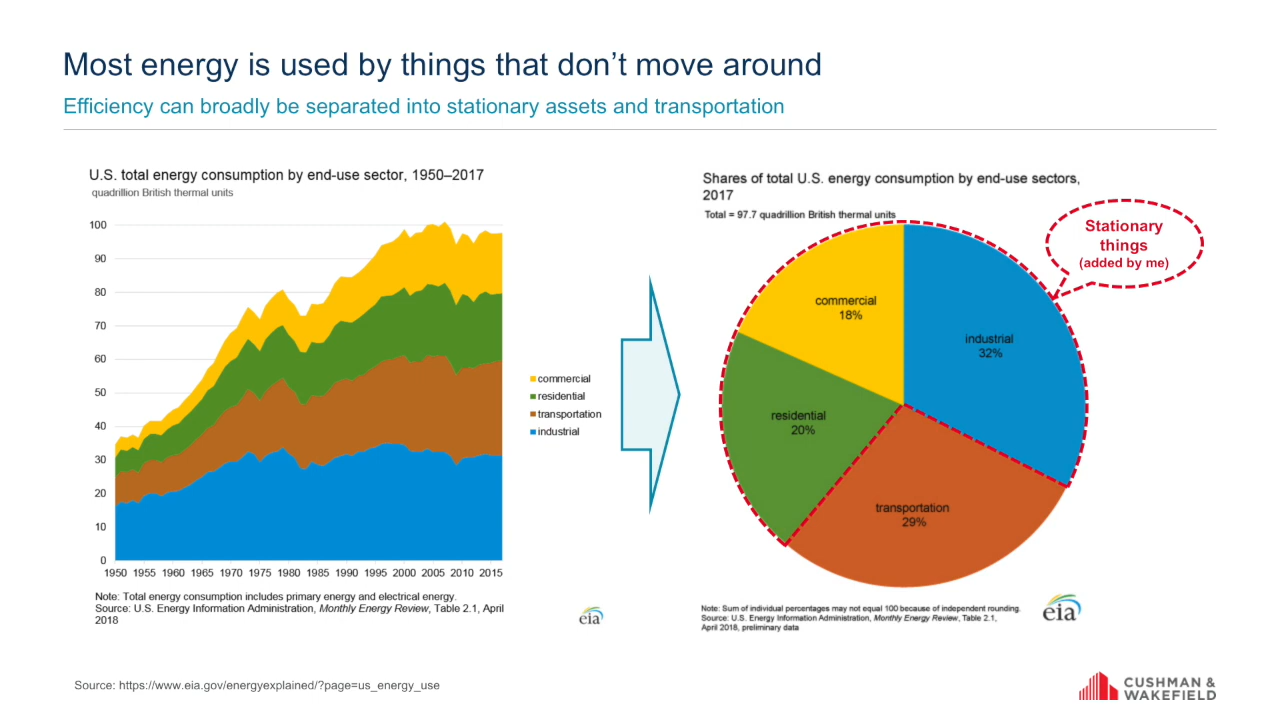 Most energy is used by things that don’t move around
Efficiency can broadly be separated into stationary assets and transportation
U.S. total energy consumption by end-use sector, 1950–2017
quadrillion British thermal units
100
90
80
70
60
50
40
30
20
10
0
1950 1955 1960 1965 1970 1975 1980 1985 1990 1995 2000 2005 2010 2015
commercial
residential
transportation
industrial
Note: Total energy consumption includes primary energy and electrical energy.
Source: U.S. Energy Information Administration, Monthly Energy Review, Table 2.1, April
2018
eia
Shares of total U.S. energy consumption by end-use sectors,
2017
Total = 97.7 quadrillion British thermal units
Stationary
things
(added by me)
commercial
18%
industrial
32%
residential
20%
transportation
29%
Note: Sum of individual percentages may not equal 100 because of independent rounding.
Source: U.S. Energy Information Administration, Monthly Energy Review, Table 2.1,
April 2018, preliminary data
eia
Source: https://www.eia.gov/energyexplained/?page=us_energy_use
CUSHMAN &
WAKEFIELD